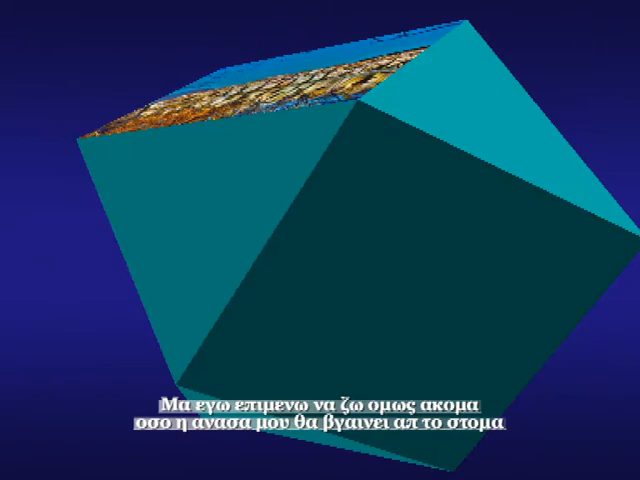 Μα εγω επιμενω να ζω ομως ακομα
οσο η ανασα μου θα βγαινει απ το στομα